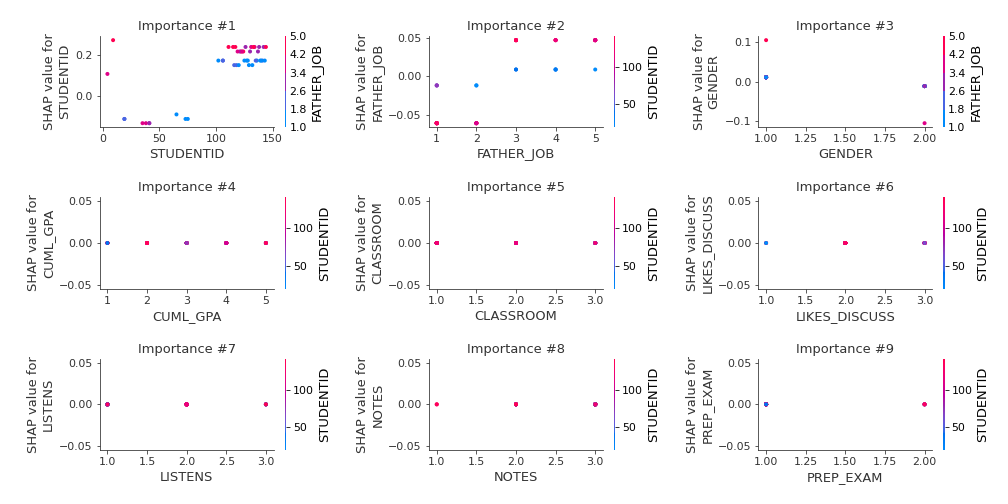 Importance #1
SHAP value for
STUDENTID
0.2
0.0
0
50
100
150
STUDENTID
5.0
4.2
3.4
2.6
1.8
1.0
FATHER_JOB
Importance #2
SHAP value for
FATHER_JOB
0.05
0.00
−0.05
1
2
3
4
5
FATHER_JOB
100
50
STUDENTID
Importance #3
SHAP value for
GENDER
0.1
0.0
−0.1
1.00
1.25
1.50
1.75
2.00
GENDER
5.0
4.2
3.4
2.6
1.8
1.0
FATHER_JOB
Importance #4
SHAP value for
CUML_GPA
0.05
0.00
−0.05
1
2
3
4
5
CUML_GPA
100
50
STUDENTID
Importance #5
SHAP value for
CLASSROOM
0.05
0.00
−0.05
1.0
1.5
2.0
2.5
3.0
CLASSROOM
100
50
STUDENTID
Importance #6
SHAP value for
LIKES_DISCUSS
0.05
0.00
−0.05
1.0
1.5
2.0
2.5
3.0
LIKES_DISCUSS
100
50
STUDENTID
Importance #7
SHAP value for
LISTENS
0.05
0.00
−0.05
1.0
1.5
2.0
2.5
3.0
LISTENS
100
50
STUDENTID
Importance #8
SHAP value for
NOTES
0.05
0.00
−0.05
1.0
1.5
2.0
2.5
3.0
NOTES
100
50
STUDENTID
Importance #9
SHAP value for
PREP_EXAM
0.05
0.00
−0.05
1.00
1.25
1.50
1.75
2.00
PREP_EXAM
100
50
STUDENTID